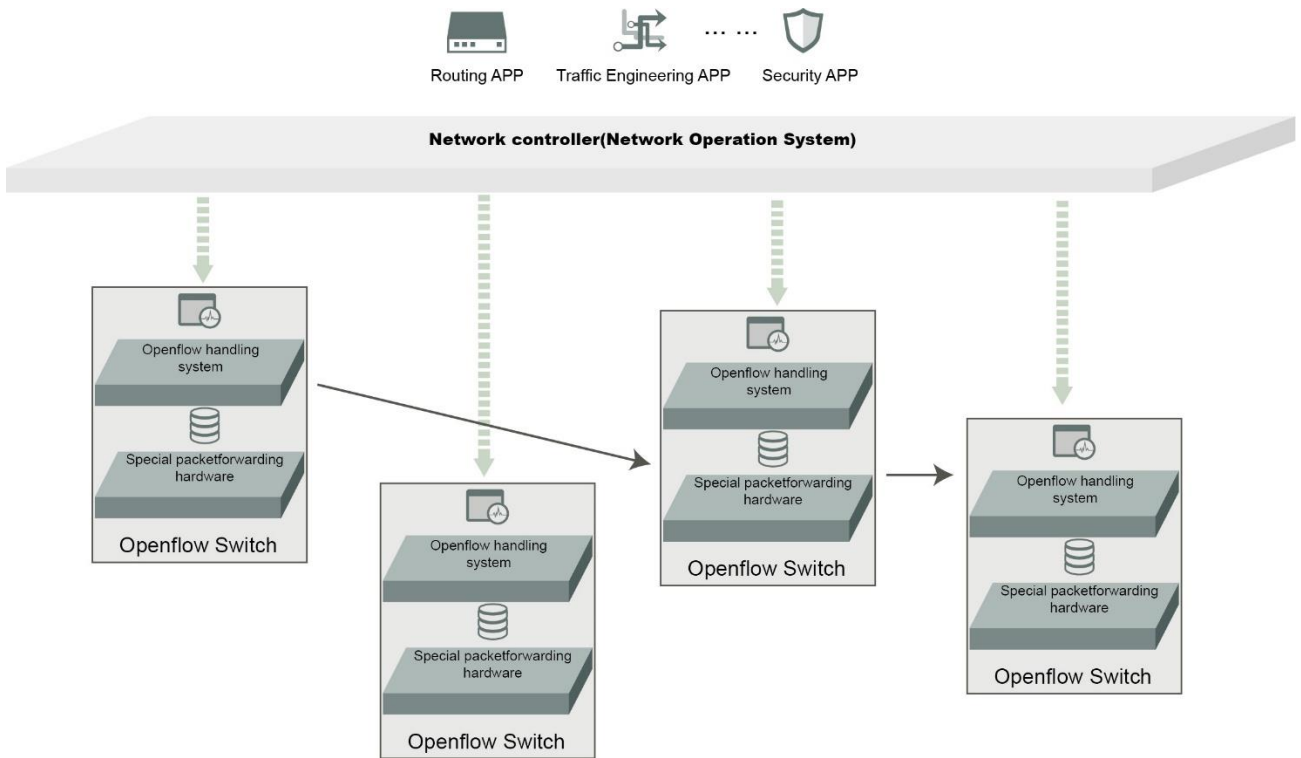 ... ...
Routing APP
Traffic Engineering APP
Security APP
Network controller(Network Operation System)
Openflow handling
system
Special packetforwarding
hardware
Openflow Switch
Openflow handling
system
Special packetforwarding
hardware
Openflow Switch
Openflow handling
system
Special packetforwarding
hardware
Openflow Switch
Openflow handling
system
Special packetforwarding
hardware
Openflow Switch